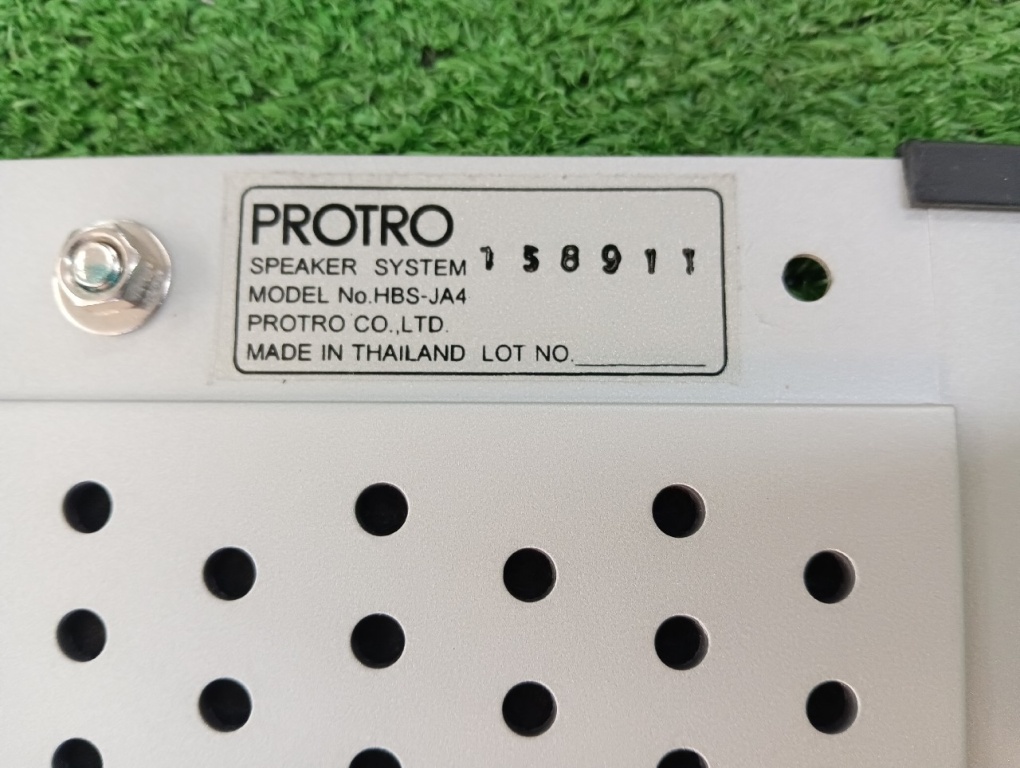 PROTRO
SPEAKER SYSTEM 158911
MODEL No.HBS-JA4
PROTRO CO.,LTD.
MADE IN THAILAND LOT NO.